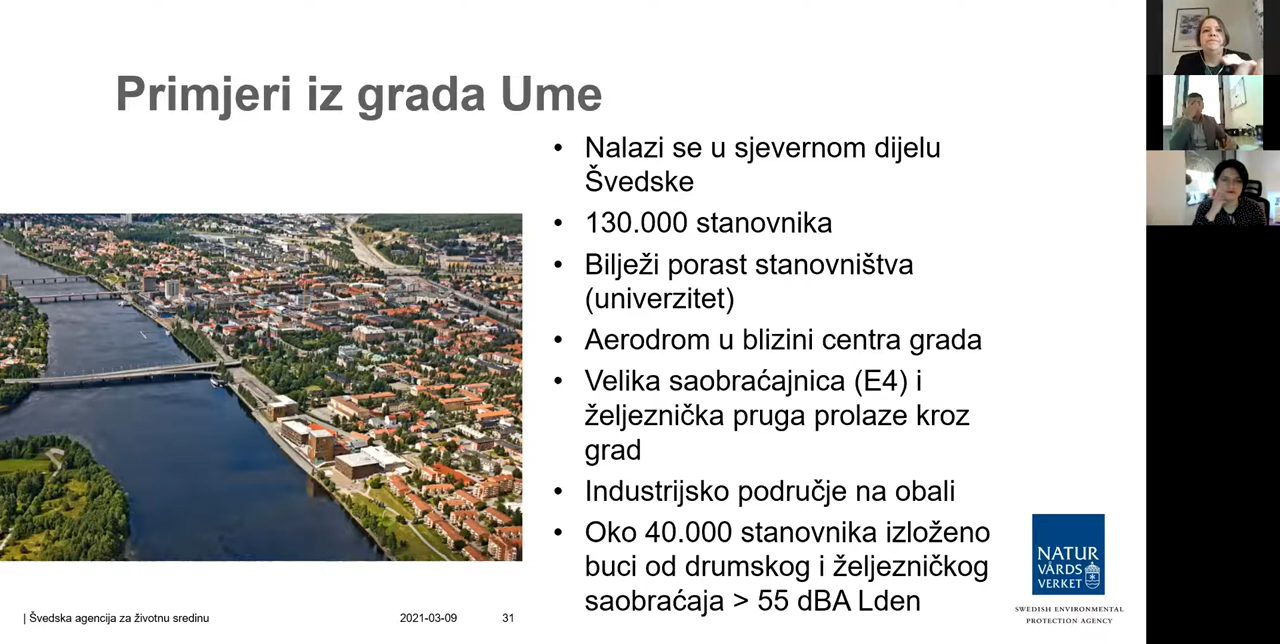 Primjeri iz grada Ume
• Nalazi se u sjevernom dijelu
Švedske
• 130.000 stanovnika
• Bilježi porast stanovništva
(univerzitet)
• Aerodrom u blizini centra grada
• Velika saobraćajnica (E4) i
željeznička pruga prolaze kroz
grad
• Industrijsko područje na obali
• Oko 40.000 stanovnika izloženo
buci od drumskog i željezničkog
saobraćaja > 55 dBA Lden
NATUR
VÅRDS
VERKET
SWEDISH ENVIRONMENTAL
PROTECTION AGENCY
| Švedska agencija za životnu sredinu 2021-03-09 31